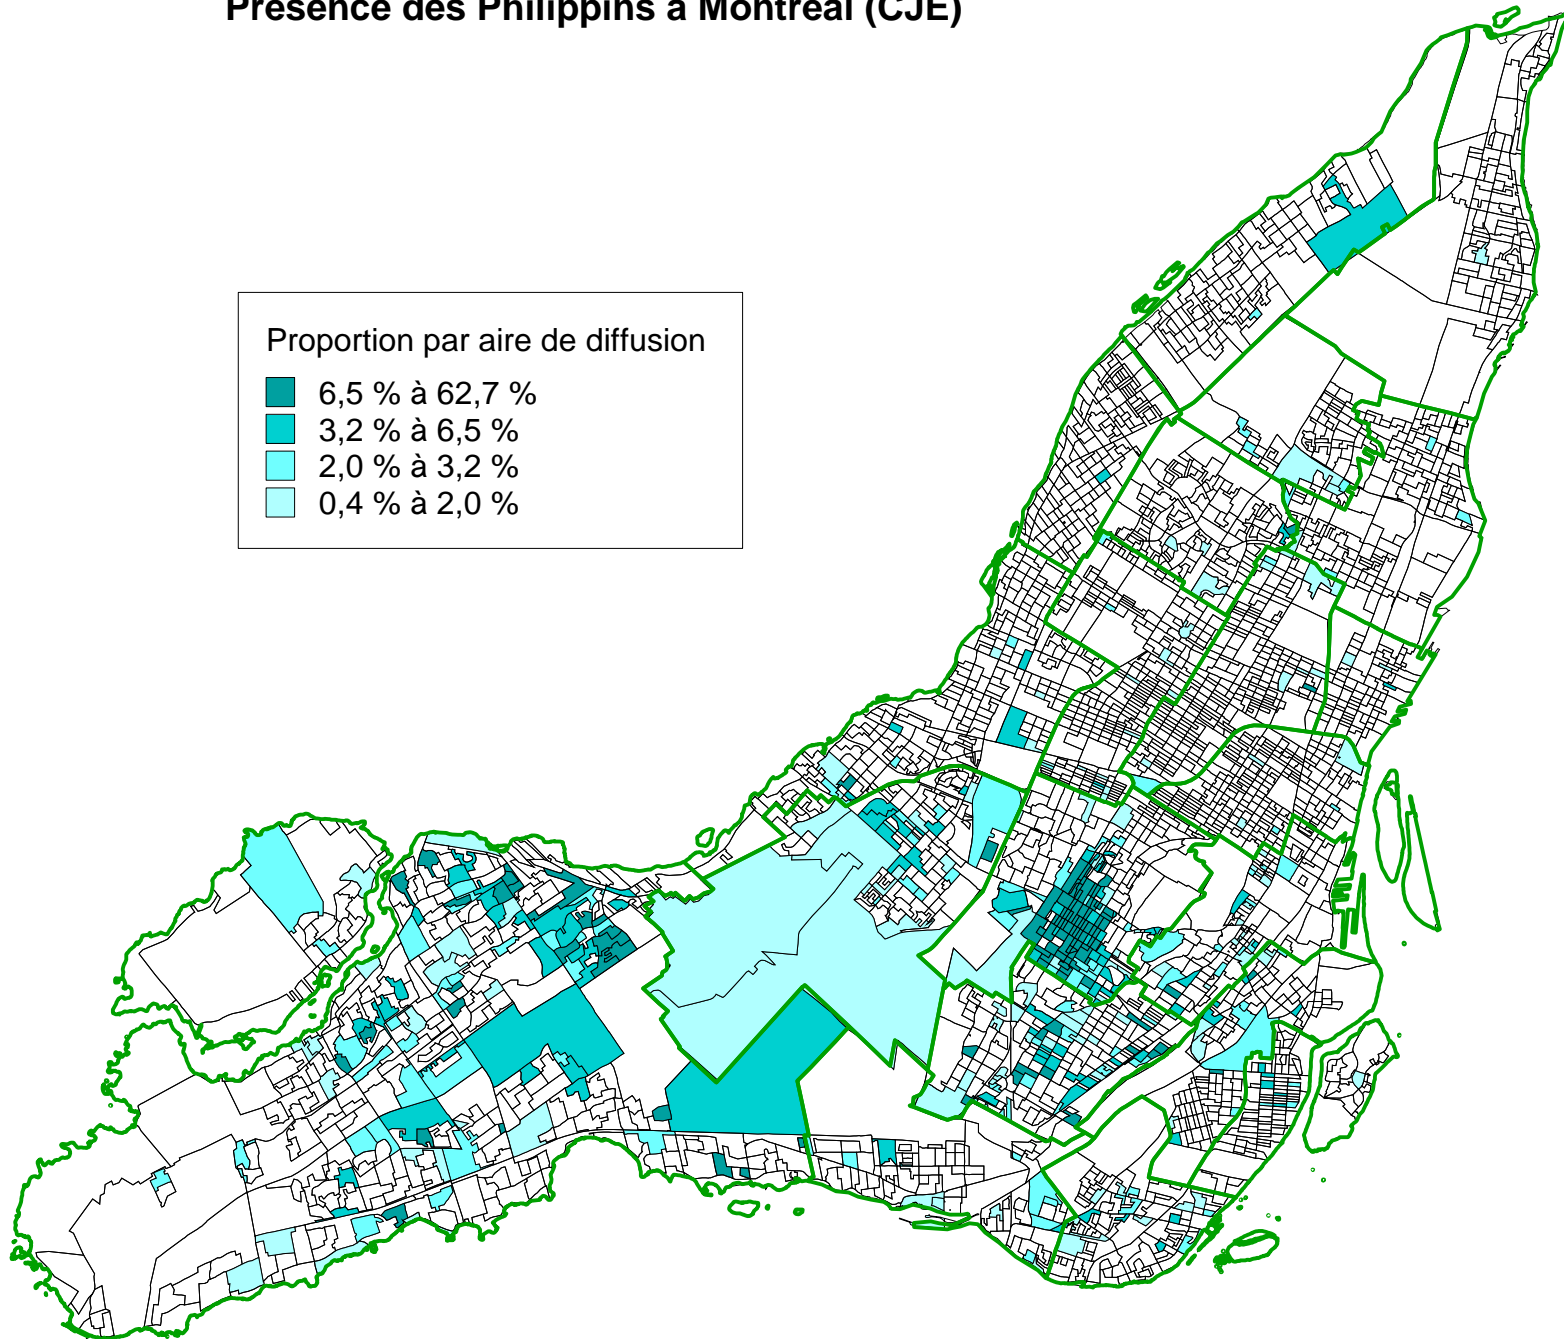 Présence des Philippins à Montréal (CJE)
Proportion par aire de diffusion
6,5 % à 62,7 %
3,2 % à 6,5 %
2,0 % à 3,2 %
0,4 % à 2,0 %